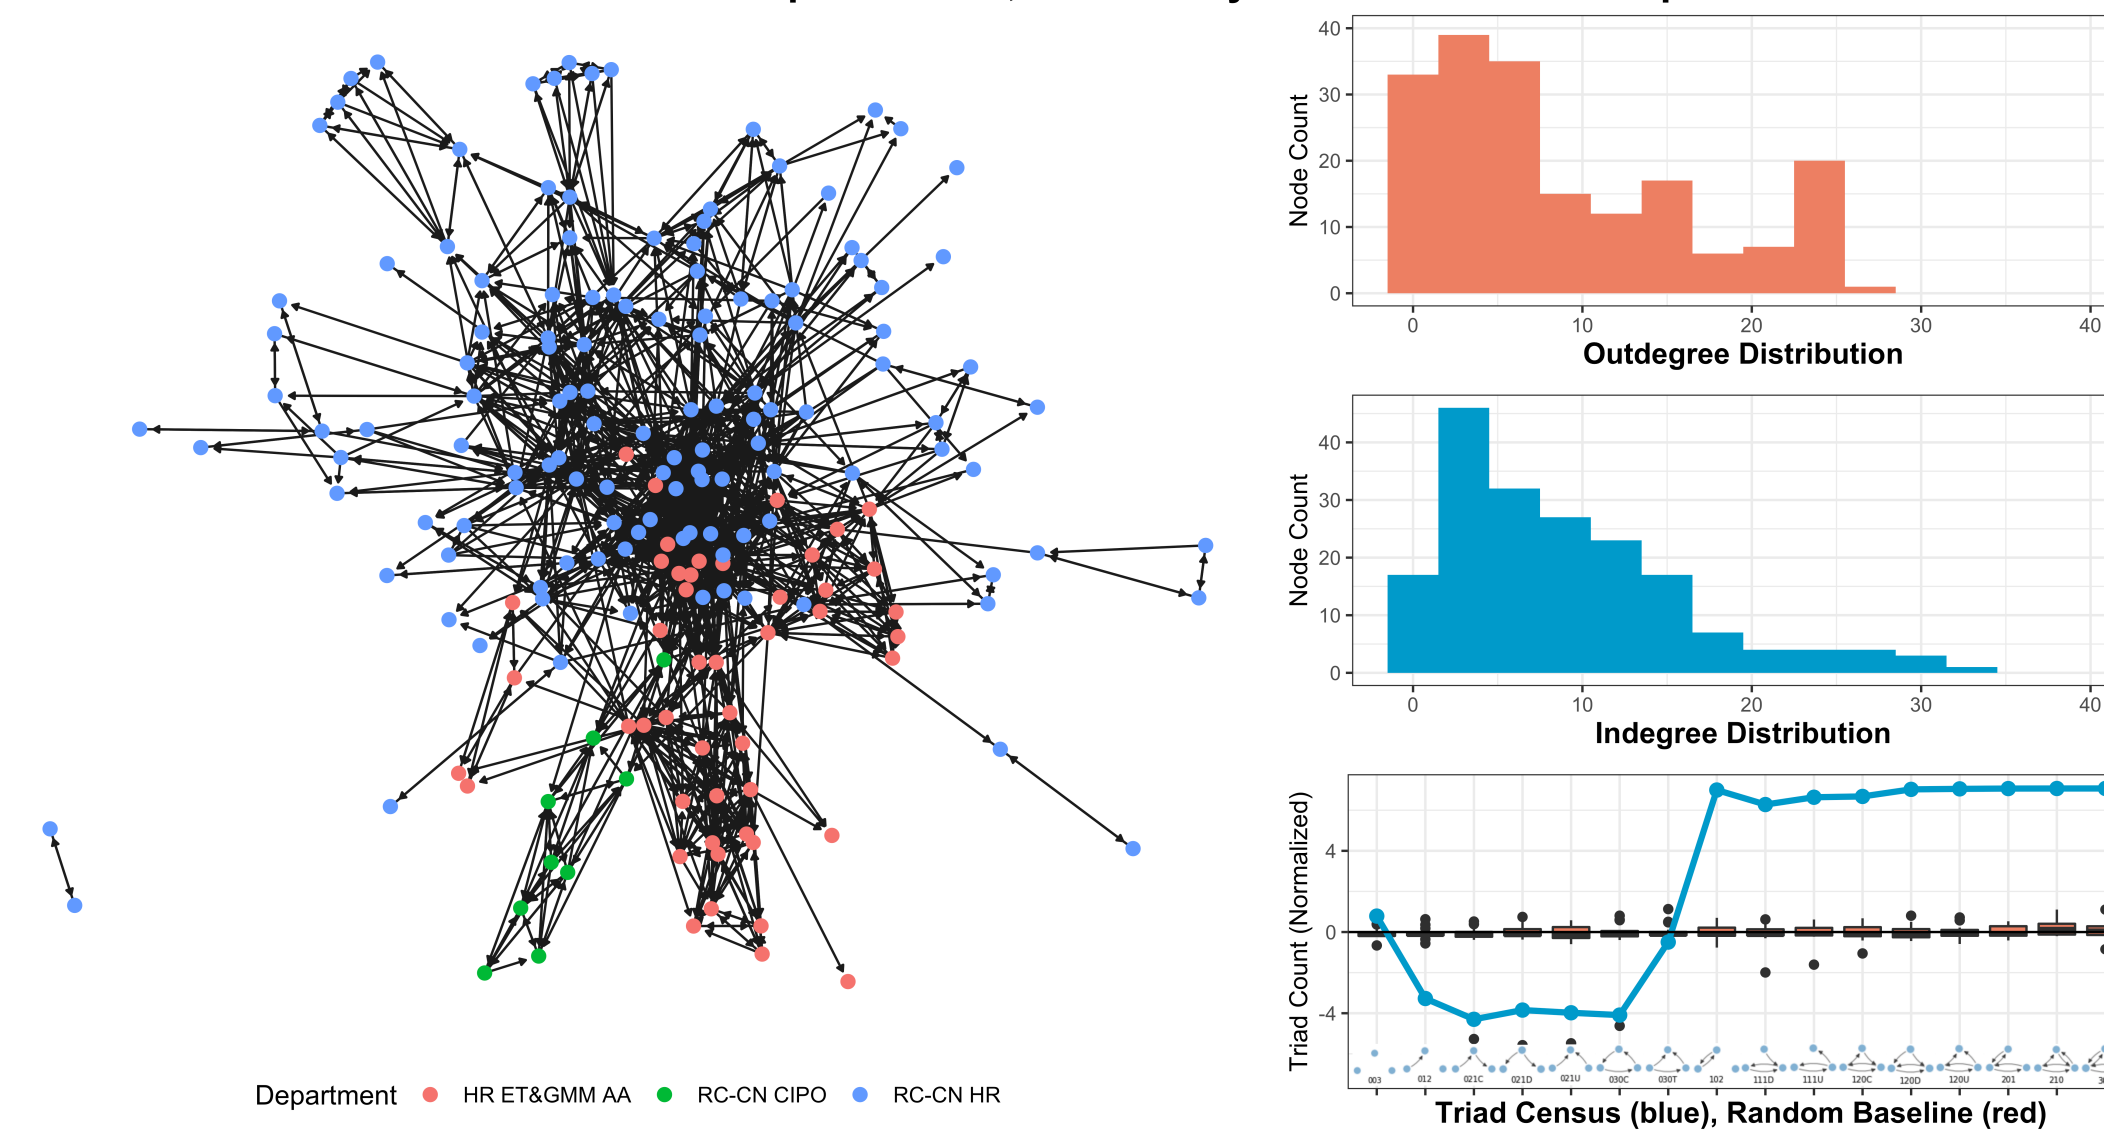 Department HR ET&GMM AA RC-CN CIPO RC-CN HR
Node Count
40
30
20
10
0
0 10 20 30 40
Outdegree Distribution
Node Count
40
30
20
10
0
0 10 20 30 40
Indegree Distribution
Triad Count (Normalized)
4
0
-4
003 012 021C 021D 021U 030C 030T 102 111D 111U 120C 120D 120U 201 210
Triad Census (blue), Random Baseline (red)